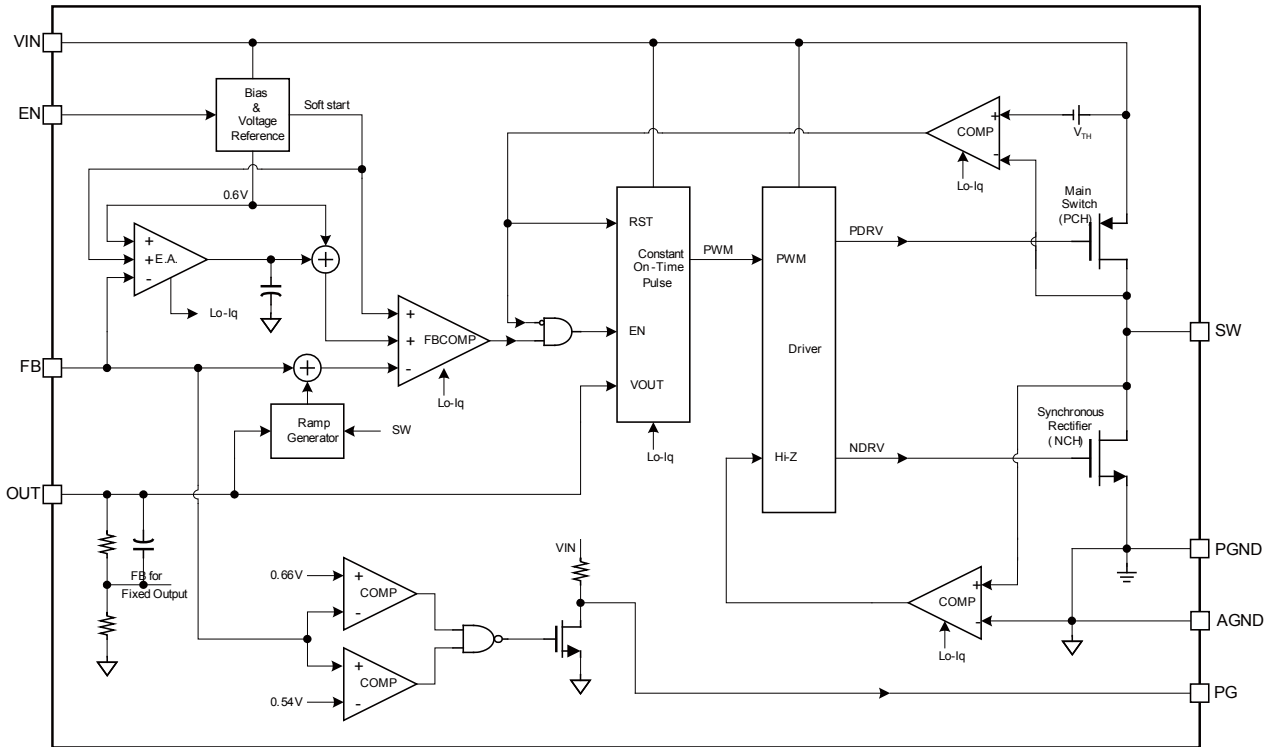 VIN
EN
Bias
&
Voltage
Reference
Soft start
0.6V
+
+
-
E.A.
Lo-Iq
+
+
+
-
FBCOMP
Lo-Iq
FB
+
Ramp
Generator
SW
OUT
FB for
Fixed Output
RST
Constant
On-Time
Pulse
EN
VOUT
Lo-Iq
PWM
PWM
Driver
Hi-Z
PDRV
NDRV
+
-
COMP
VTH
Lo-Iq
Main
Switch
(PCH)
SW
Synchronous
Rectifier
(NCH)
+
-
COMP
Lo-Iq
PGND
AGND
PG
0.66V
+
-
COMP
+
-
COMP
0.54V
VIN